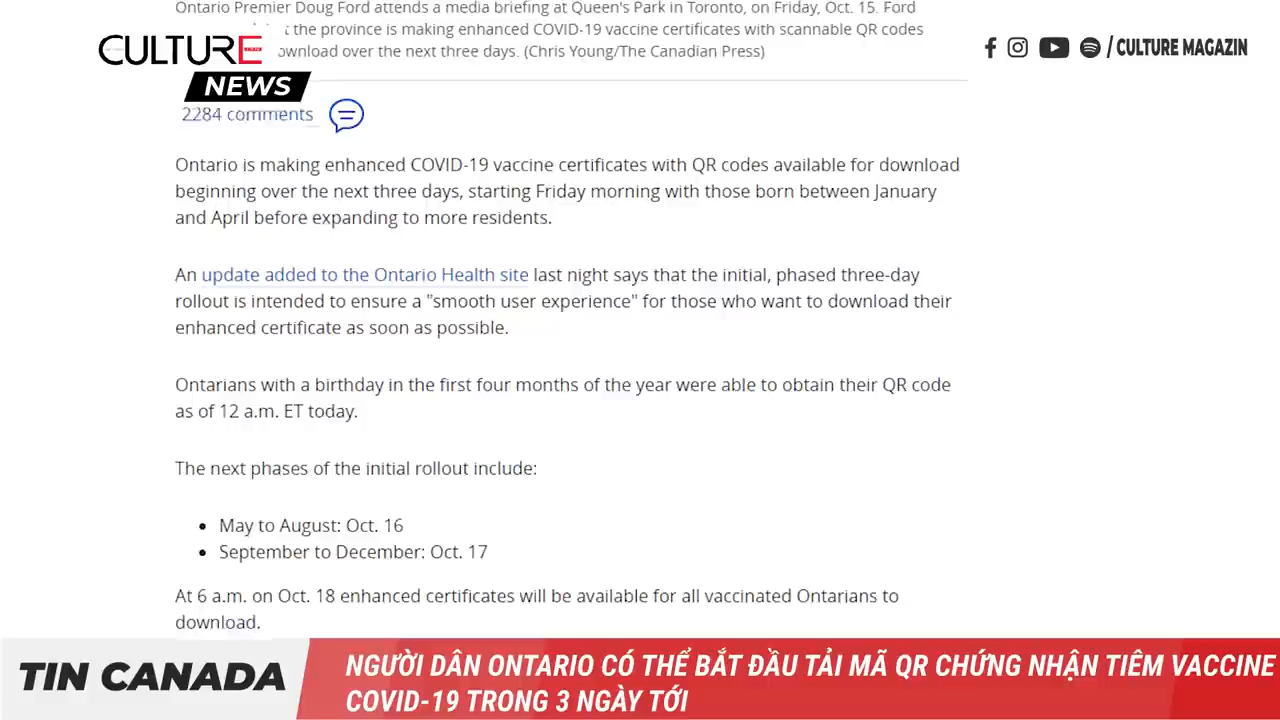 Ontario Premier Doug Ford attends a media briefing at Queen's Park in Toronto, on Friday, Oct. 15. Ford
the province is making enhanced COVID-19 vaccine certificates with scannable QR codes
ownload over the next three days. (Chris Young/The Canadian Press)
CULTURE
NEWS
/ CULTURE MAGAZIN
2284 comments
Ontario is making enhanced COVID-19 vaccine certificates with QR codes available for download
beginning over the next three days, starting Friday morning with those born between January
and April before expanding to more residents.
An update added to the Ontario Health site last night says that the initial, phased three-day
rollout is intended to ensure a "smooth user experience" for those who want to download their
enhanced certificate as soon as possible.
Ontarians with a birthday in the first four months of the year were able to obtain their QR code
as of 12 a.m. ET today.
The next phases of the initial rollout include:
• May to August: Oct. 16
• September to December: Oct. 17
At 6 a.m. on Oct. 18 enhanced certificates will be available for all vaccinated Ontarians to
download.
TIN CANADA
NGƯỜI DÂN ONTARIO CÓ THỂ BẮT ĐẦU TẢI MÃ QR CHỨNG NHẬN TIÊM VACCINE
COVID-19 TRONG 3 NGÀY TỚI